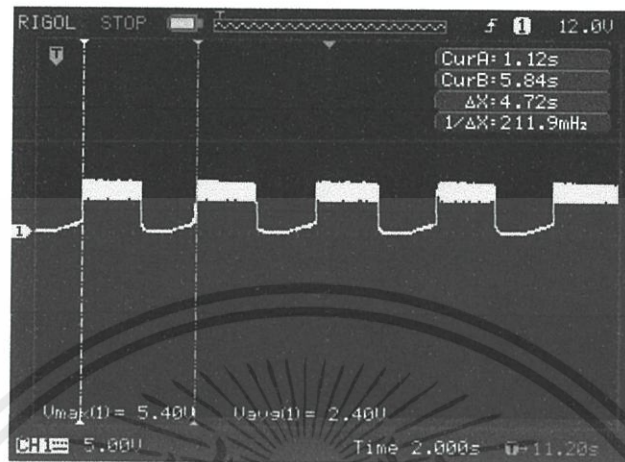 RIGOL STOP T 1 12.0V
T
CurA: 1.12s
CurB: 5.84s
ΔX: 4.72s
1/ΔX: 211.9mHz
1
Vmax(1)= 5.40V Vavg(1)= 2.40V
CH1 5.00V Time 2.000s T→11.20s